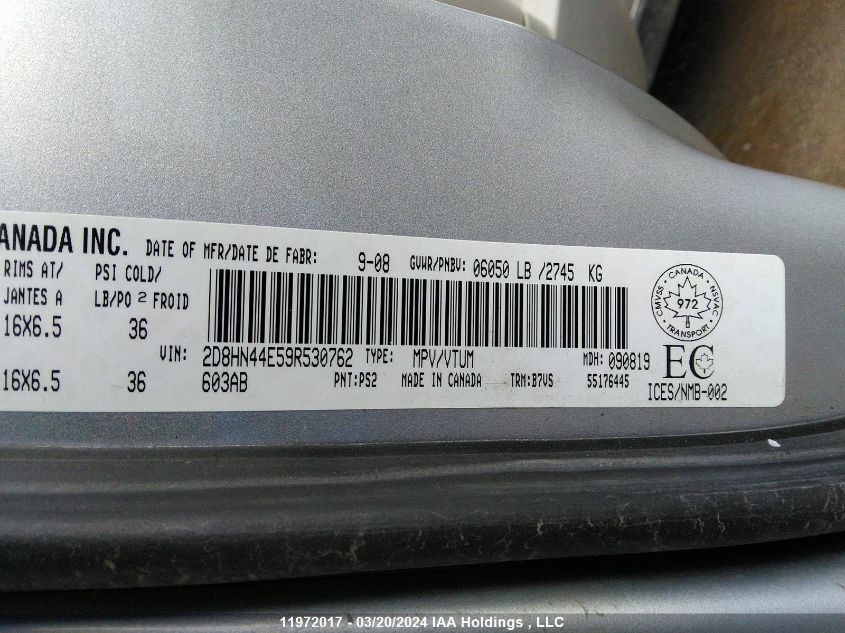 ANADA INC. DATE OF MFR/DATE DE FABR: 9-08 GVWR/PNBV: 06050 LB /2745 KG
RIMS AT/ PSI COLD/
JANTES A LB/PO 2 FROID
16X6.5 36
VIN: 2D8HN44E59R530762 TYPE: MPV/VTUM MDH: 090819
16X6.5 36 603AB PNT:PS2 MADE IN CANADA TRM:B7VS 55176445
CANADA
CMVSS 972 NSVAC
TRANSPORT
EC
ICES/NMB-002
11972017 - 03/20/2024 IAA Holdings , LLC